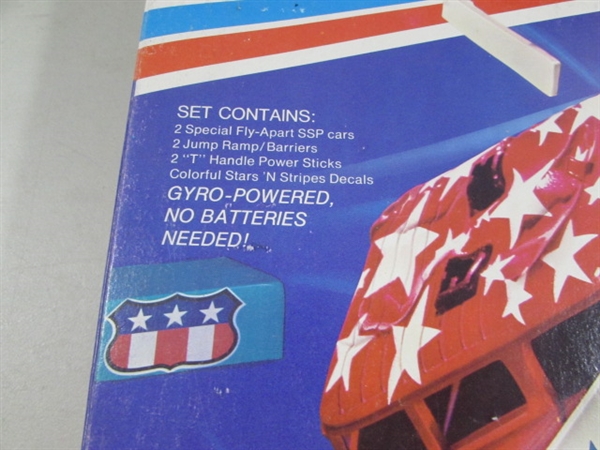 SET CONTAINS:
2 Special Fly-Apart SSP cars
2 Jump Ramp/Barriers
2 "T" Handle Power Sticks
Colorful Stars 'N Stripes Decals
GYRO-POWERED,
NO BATTERIES
NEEDED!